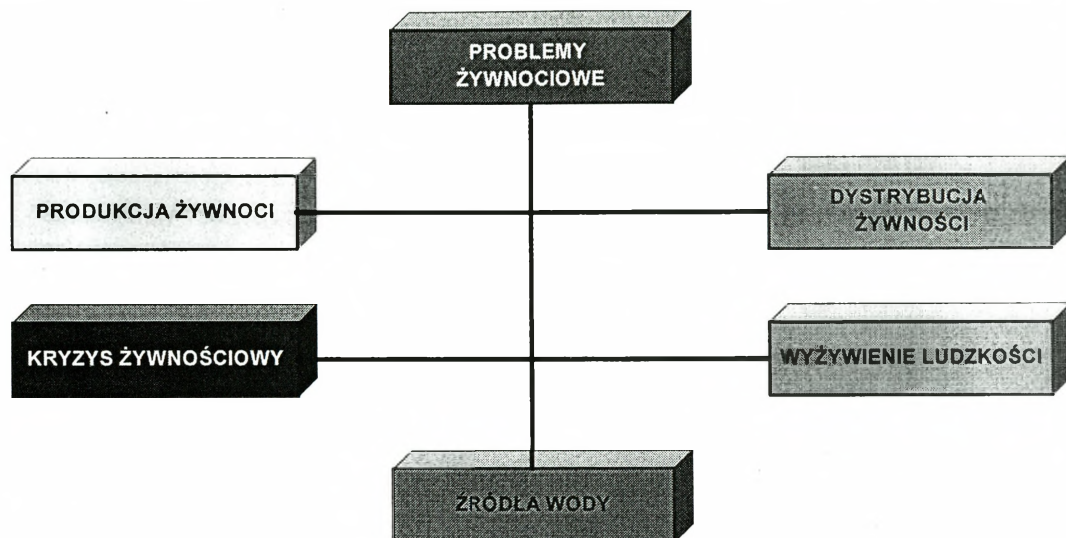 PROBLEMY
ŻYWNOCIOWE
PRODUKCJA ŻYWNOCI
DYSTRYBUCJA
ŻYWNOŚCI
KRYZYS ŻYWNOŚCIOWY
WYŻYWIENIE LUDZKOŚCI
ŹRÓDŁA WODY